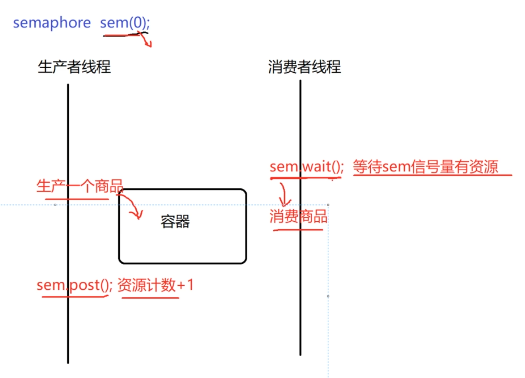 semaphore sem(0);
生产者线程
消费者线程
sem.wait(); 等待sem信号量有资源
生产一个商品
容器
消费商品
sem.post(); 资源计数+1